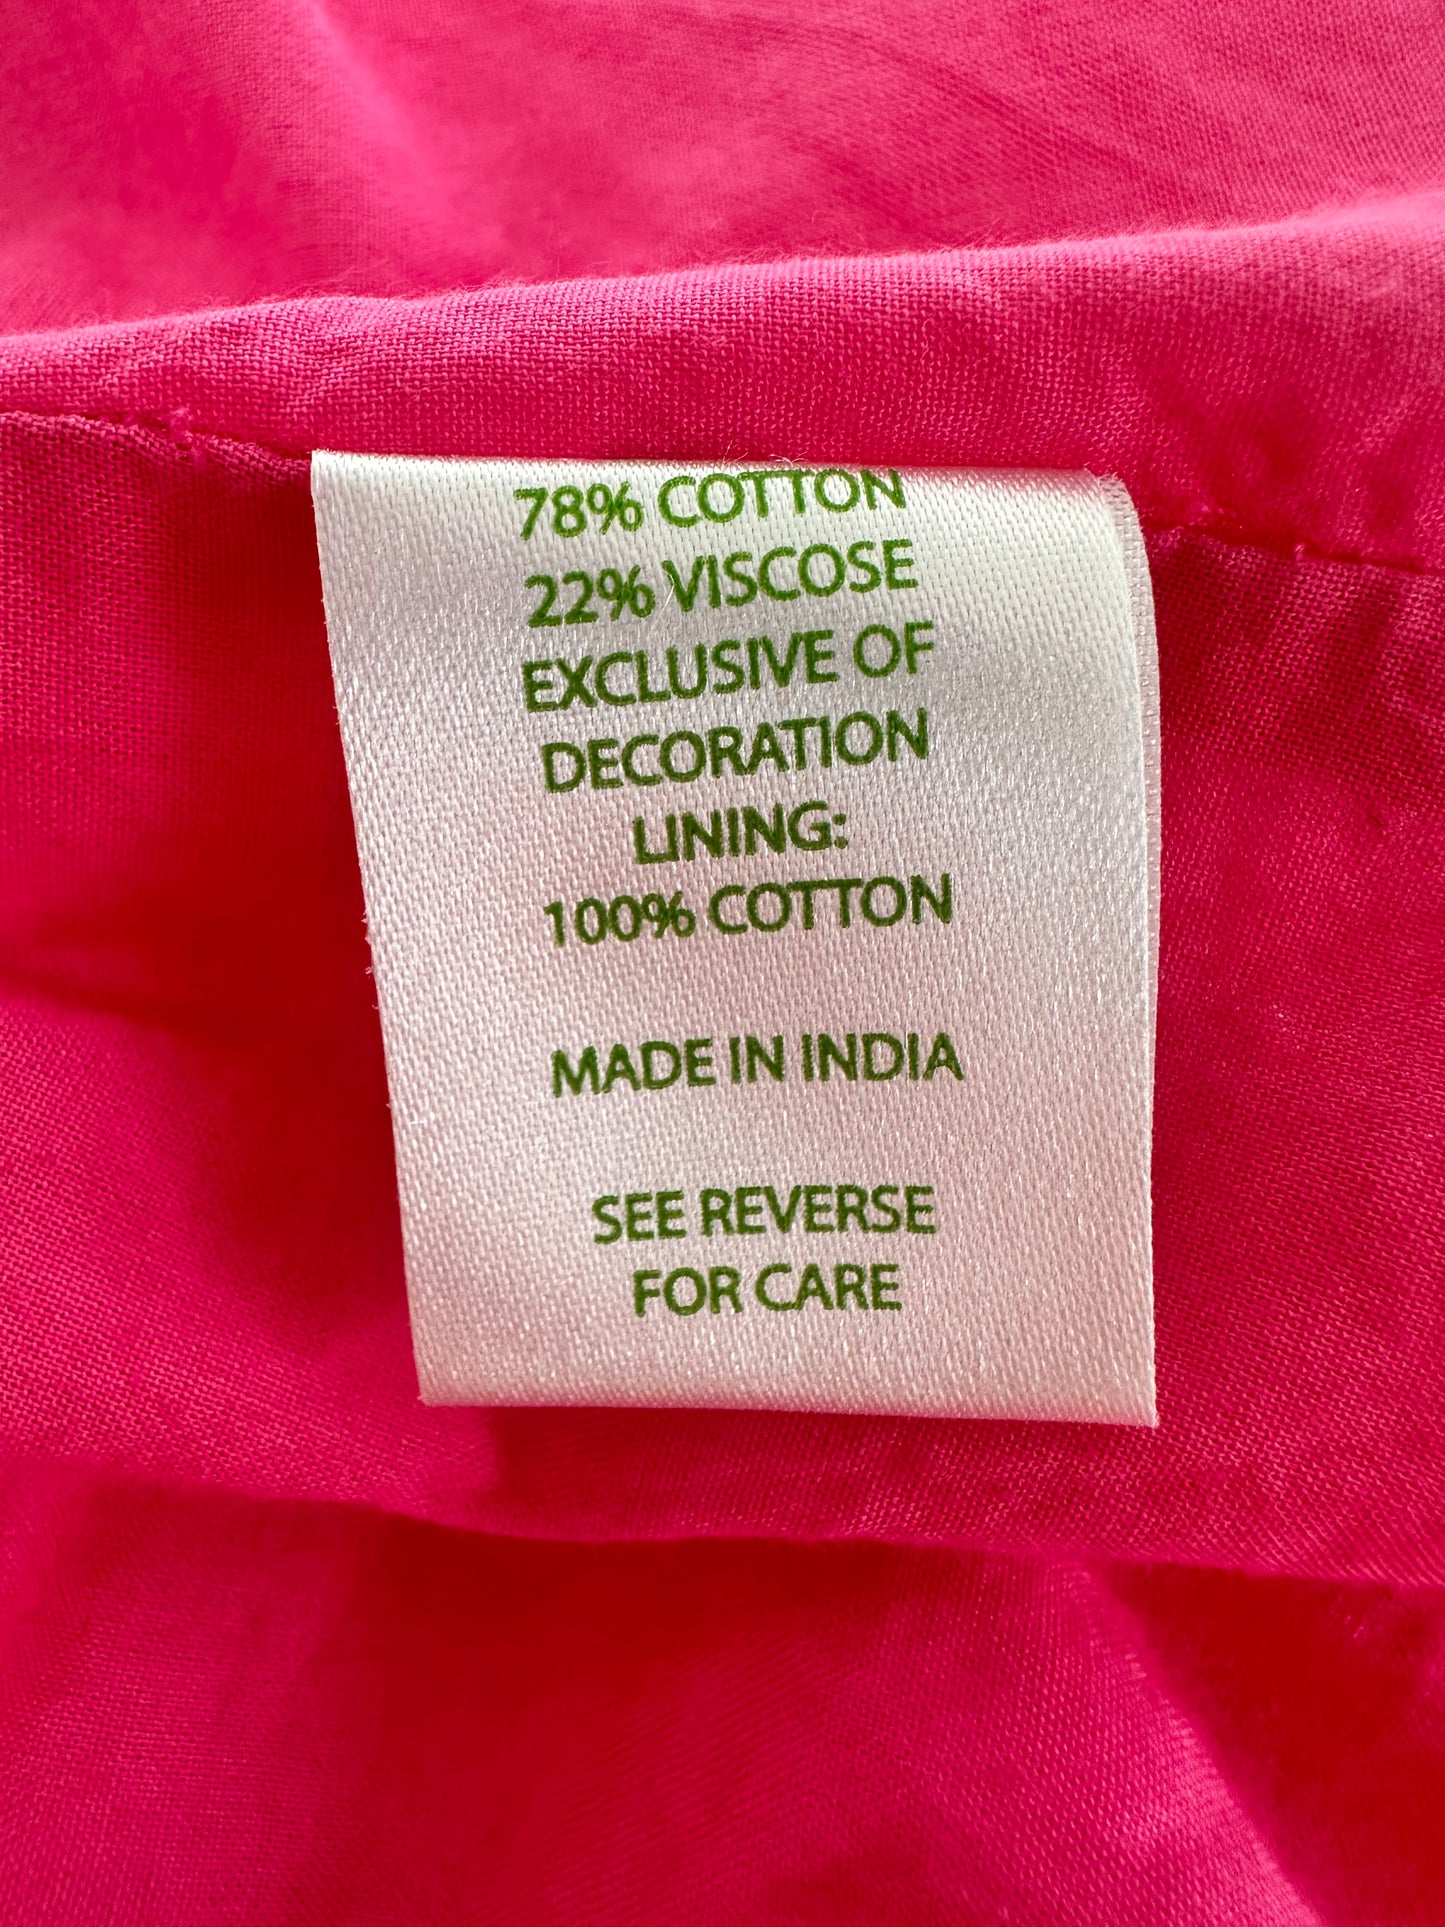 78% COTTON
22% VISCOSE
EXCLUSIVE OF
DECORATION
LINING:
100% COTTON
MADE IN INDIA
SEE REVERSE
FOR CARE